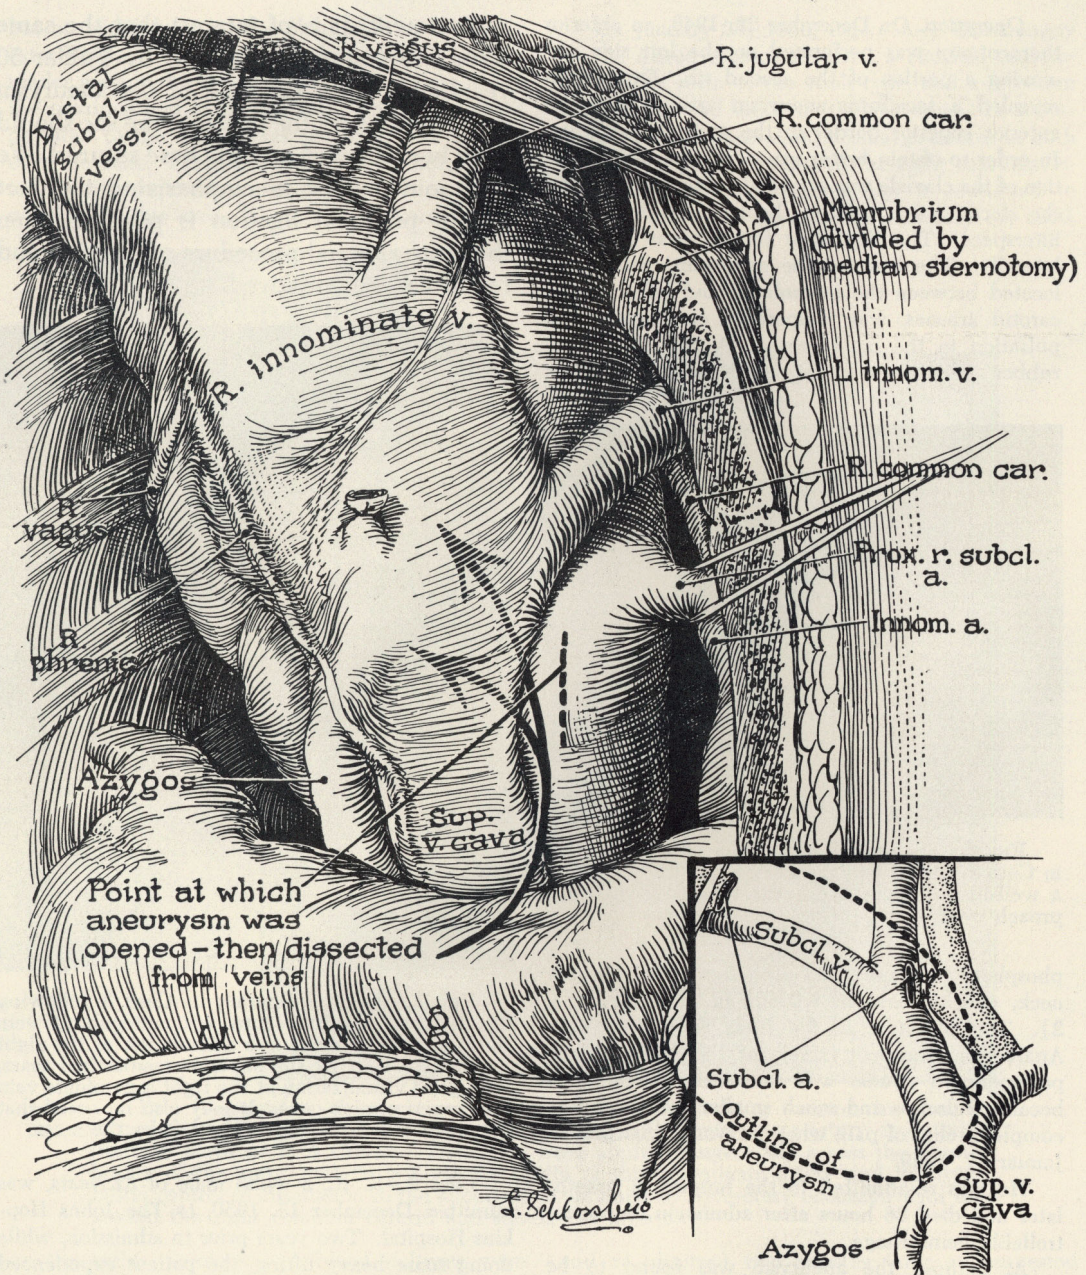 R. vagus
R. jugular v.
R. common car.
Distal
subcl.
vess.
Manubrium
(divided by
median sternotomy)
R. innominate v.
L. innom. v.
R. common car.
R.
vagus
Prox. r. subcl.
a.
Innom. a.
R.
phrenic
Azygos
Sup.
v. cava
Point at which
aneurysm was
opened - then dissected
from veins
Lung
Subcl. v.
Subcl. a.
Outline of
aneurysm
Sup. v.
cava
Azygos
L. Schlossberg